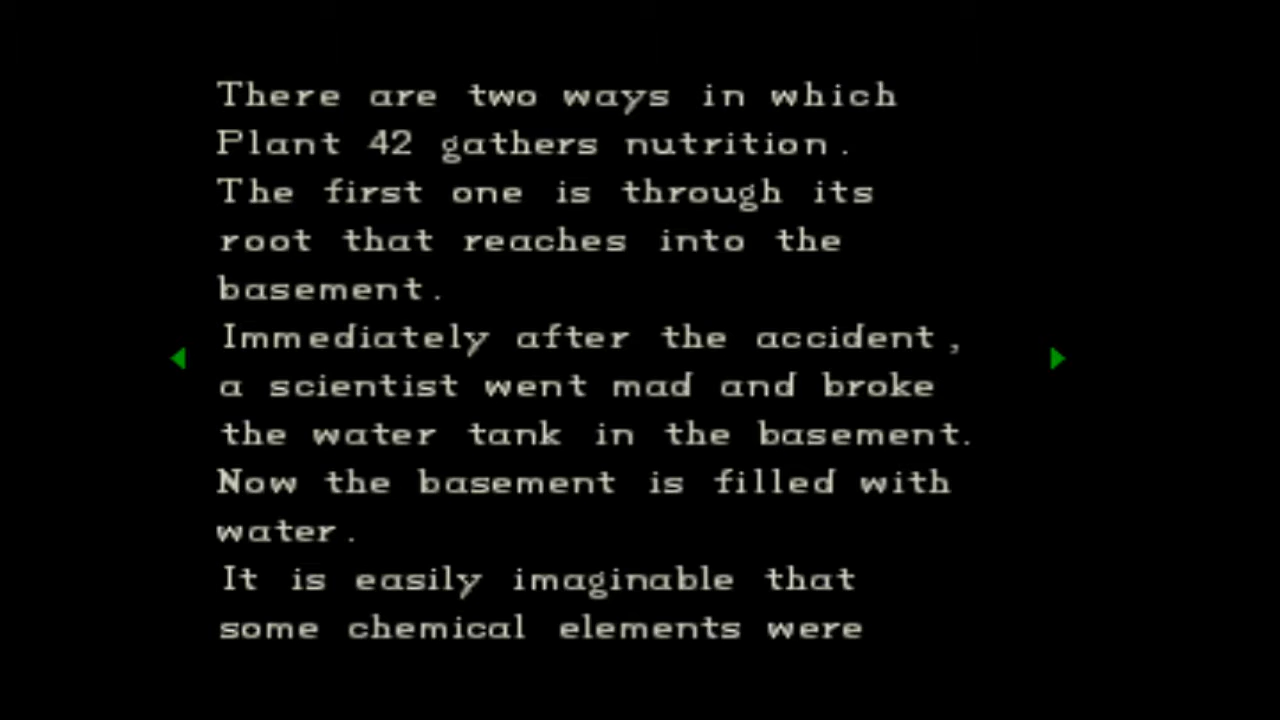 There are two ways in which
Plant 42 gathers nutrition.
The first one is through its
root that reaches into the
basement.
Immediately after the accident,
a scientist went mad and broke
the water tank in the basement.
Now the basement is filled with
water.
It is easily imaginable that
some chemical elements were